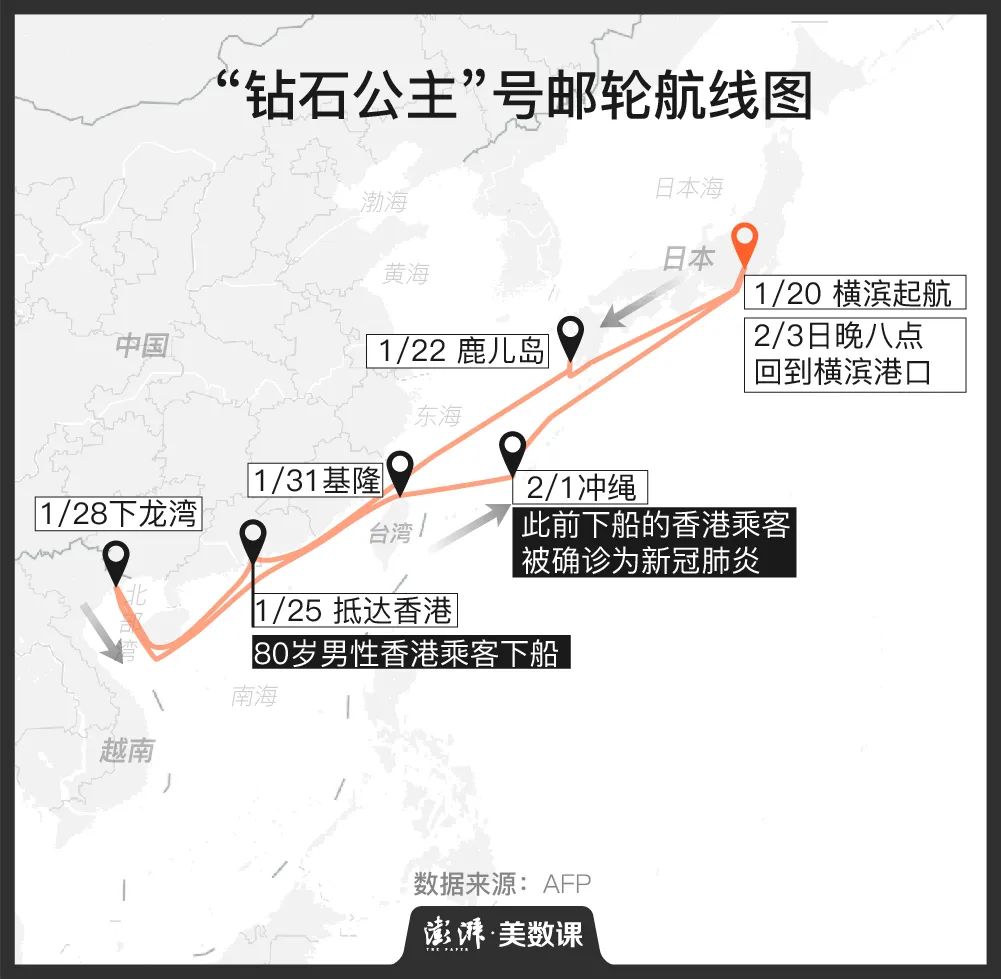 “钻石公主”号邮轮航线图
日本海
渤海
日本
黄海
1/20 横滨起航
2/3日晚八点
回到横滨港口
1/22 鹿儿岛
中国
东海
1/31基隆
2/1冲绳
1/28下龙湾
此前下船的香港乘客
被确诊为新冠肺炎
台湾
北
部
湾
1/25 抵达香港
80岁男性香港乘客下船
南海
越南
数据来源：AFP
澎湃·美数课
THE PAPER